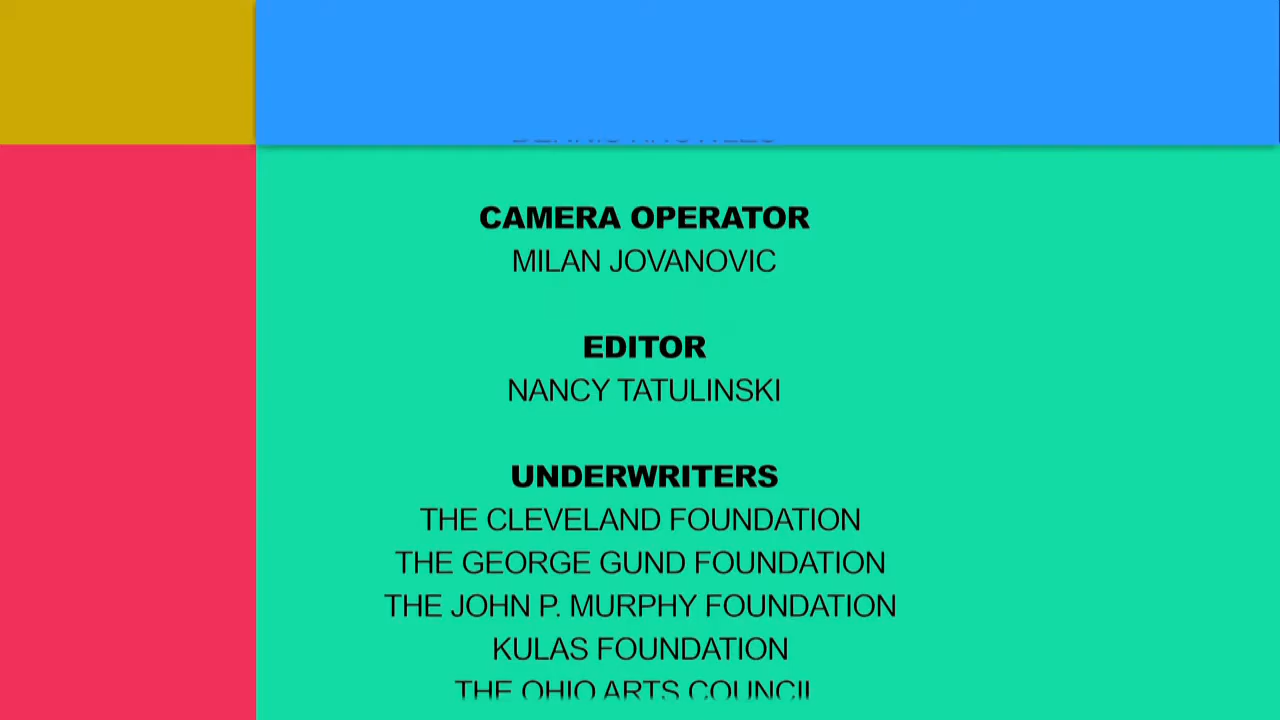 CAMERA OPERATOR
MILAN JOVANOVIC
EDITOR
NANCY TATULINSKI
UNDERWRITERS
THE CLEVELAND FOUNDATION
THE GEORGE GUND FOUNDATION
THE JOHN P. MURPHY FOUNDATION
KULAS FOUNDATION
THE OHIO ARTS COUNCIL